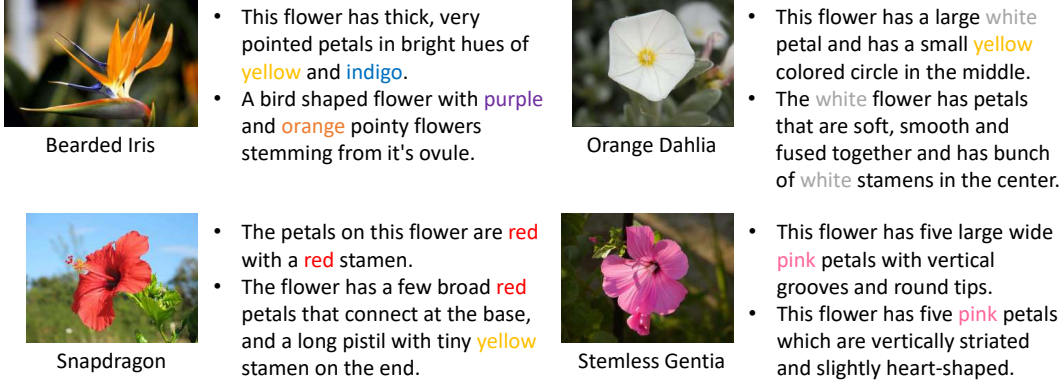 • This flower has thick, very
pointed petals in bright hues of
yellow and indigo.
• A bird shaped flower with purple
and orange pointy flowers
stemming from it's ovule.
Bearded Iris
• This flower has a large white
petal and has a small yellow
colored circle in the middle.
• The white flower has petals
that are soft, smooth and
fused together and has bunch
of white stamens in the center.
Orange Dahlia
• The petals on this flower are red
with a red stamen.
• The flower has a few broad red
petals that connect at the base,
and a long pistil with tiny yellow
stamen on the end.
Snapdragon
• This flower has five large wide
pink petals with vertical
grooves and round tips.
• This flower has five pink petals
which are vertically striated
and slightly heart-shaped.
Stemless Gentia